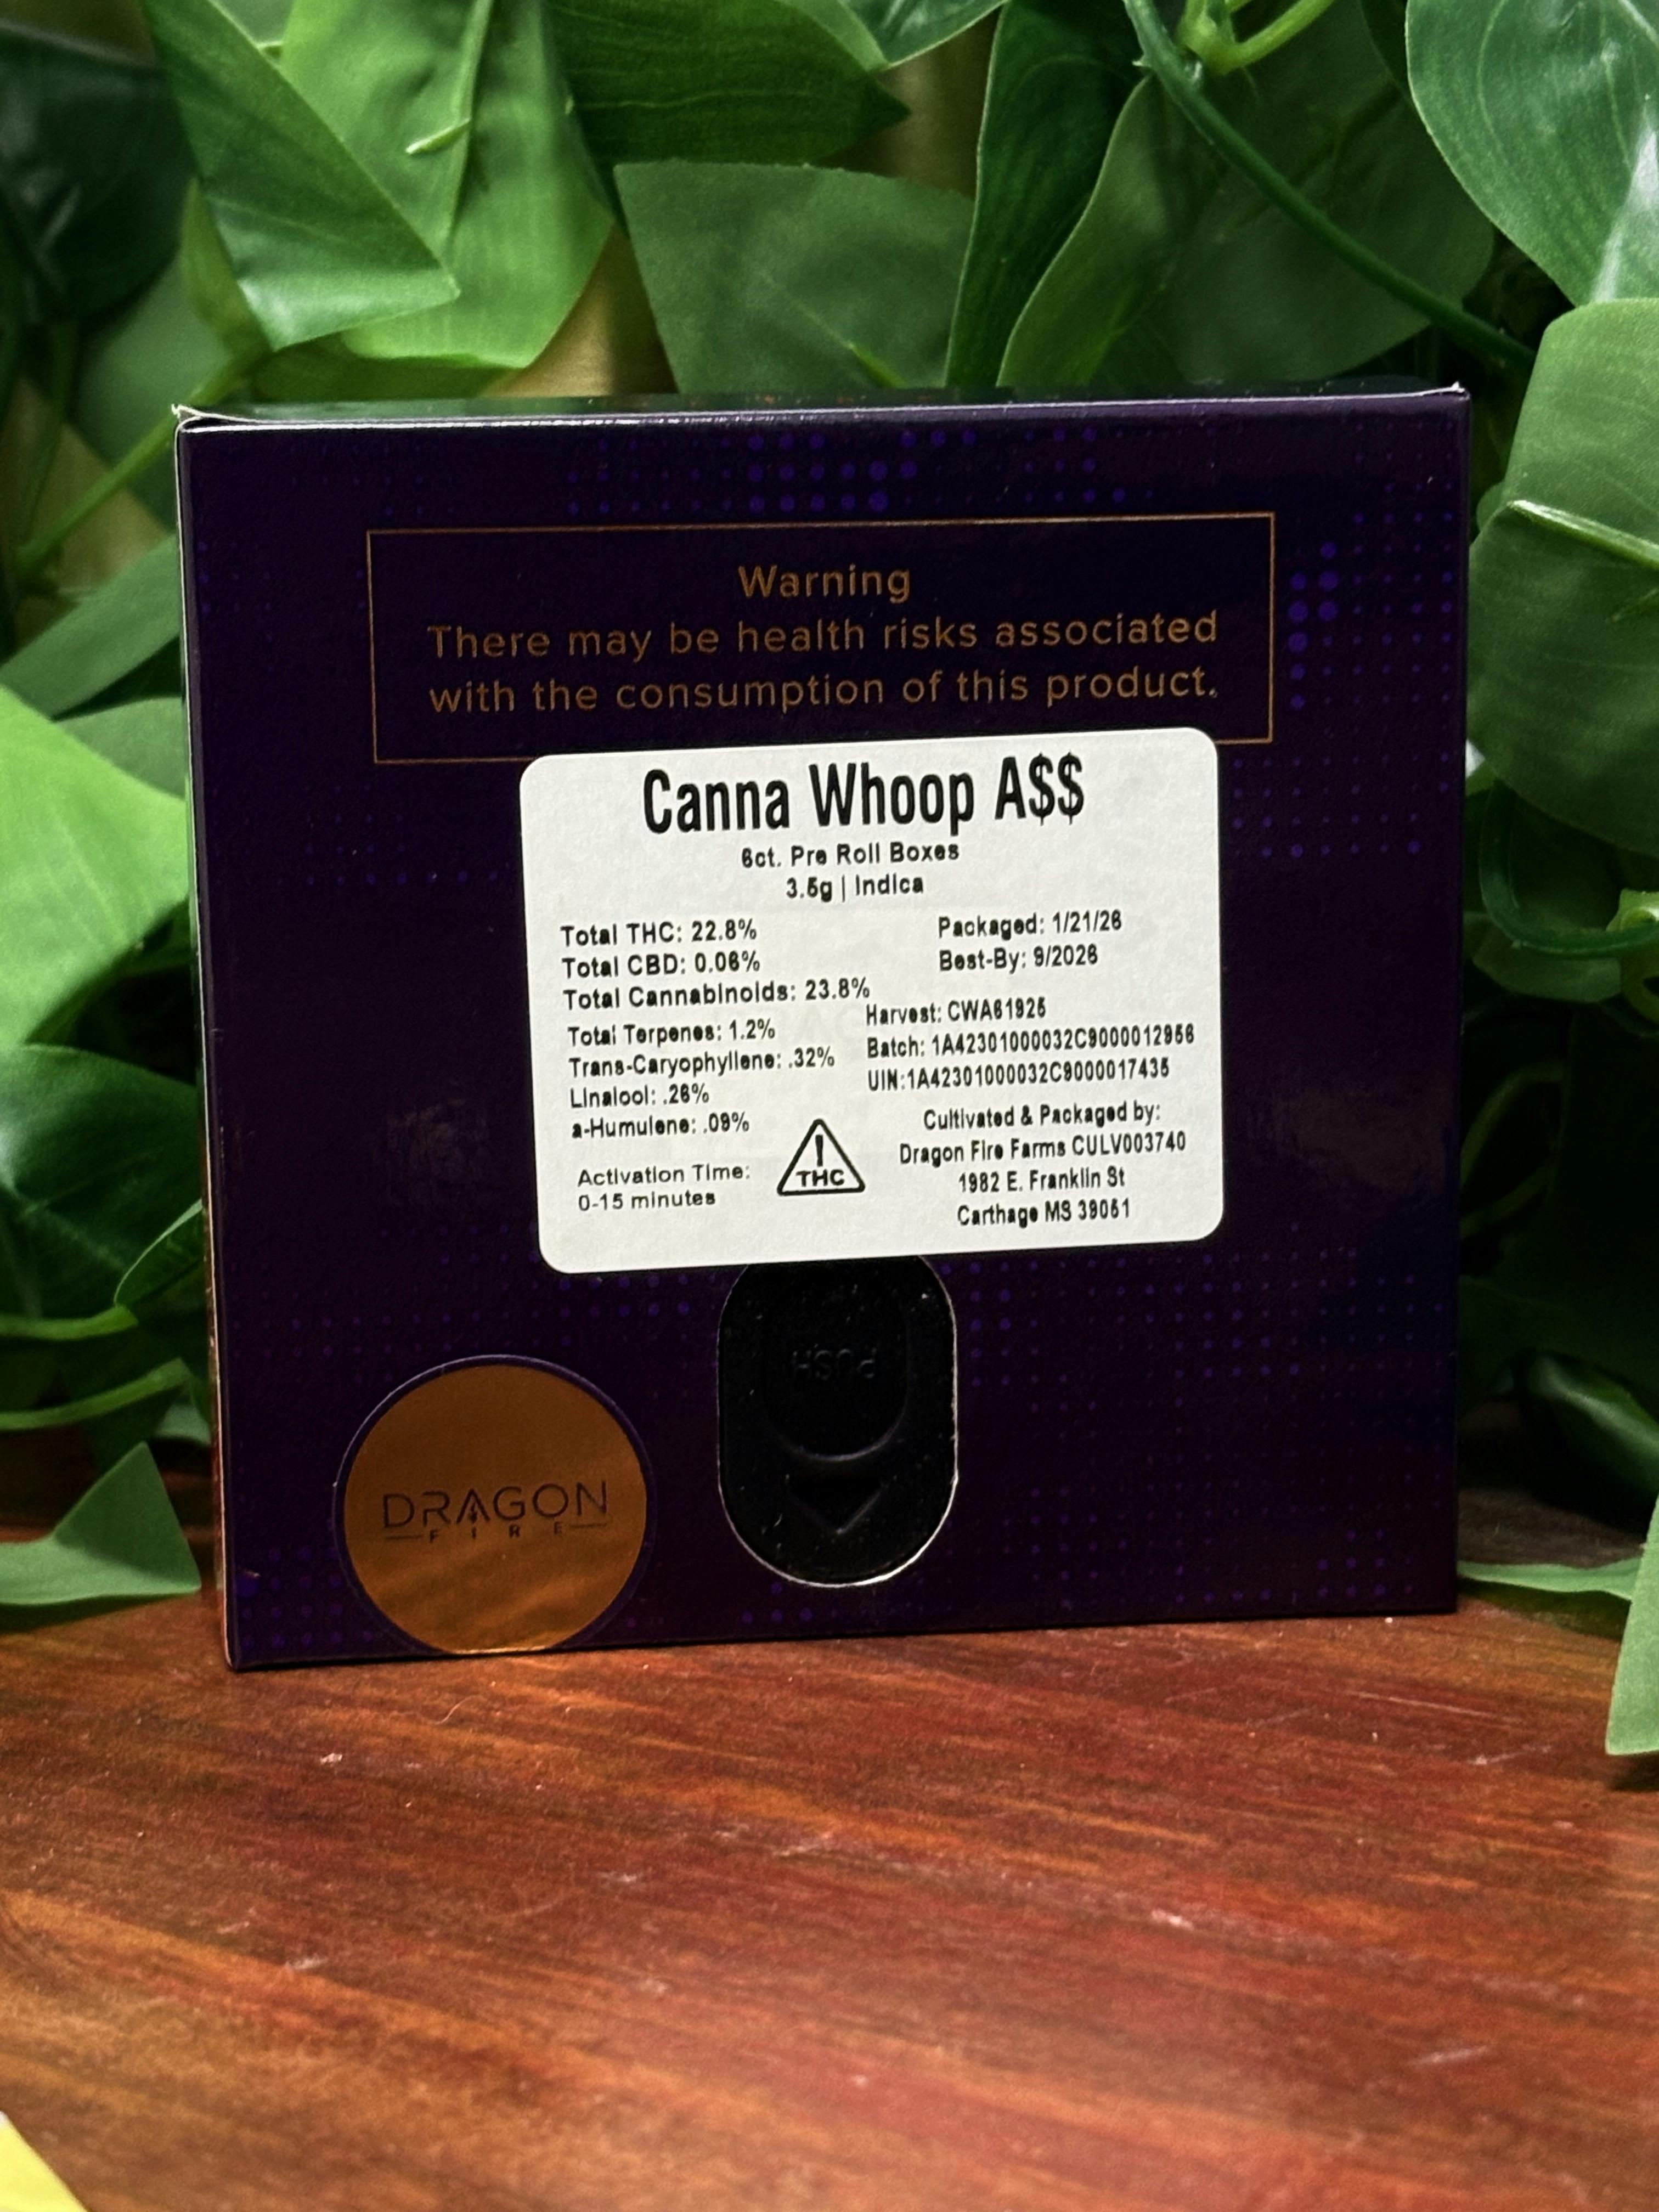 Warning
There may be health risks associated
with the consumption of this product.
Canna Whoop A$$
6ct. Pre Roll Boxes
3.5g | Indica
Total THC: 22.8%
Total CBD: 0.06%
Total Cannabinoids: 23.8%
Total Terpenes: 1.2%
Trans-Caryophyllene: .32%
Linalool: .26%
a-Humulene: .09%
Activation Time:
0-15 minutes
THC
Packaged: 1/21/26
Best-By: 9/2026
Harvest: CWA61925
Batch: 1A42301000032C9000012956
UIN:1A42301000032C9000017435
Cultivated & Packaged by:
Dragon Fire Farms CULV003740
1982 E. Franklin St
Carthage MS 39051
PUSH
DRAGON
FIRE